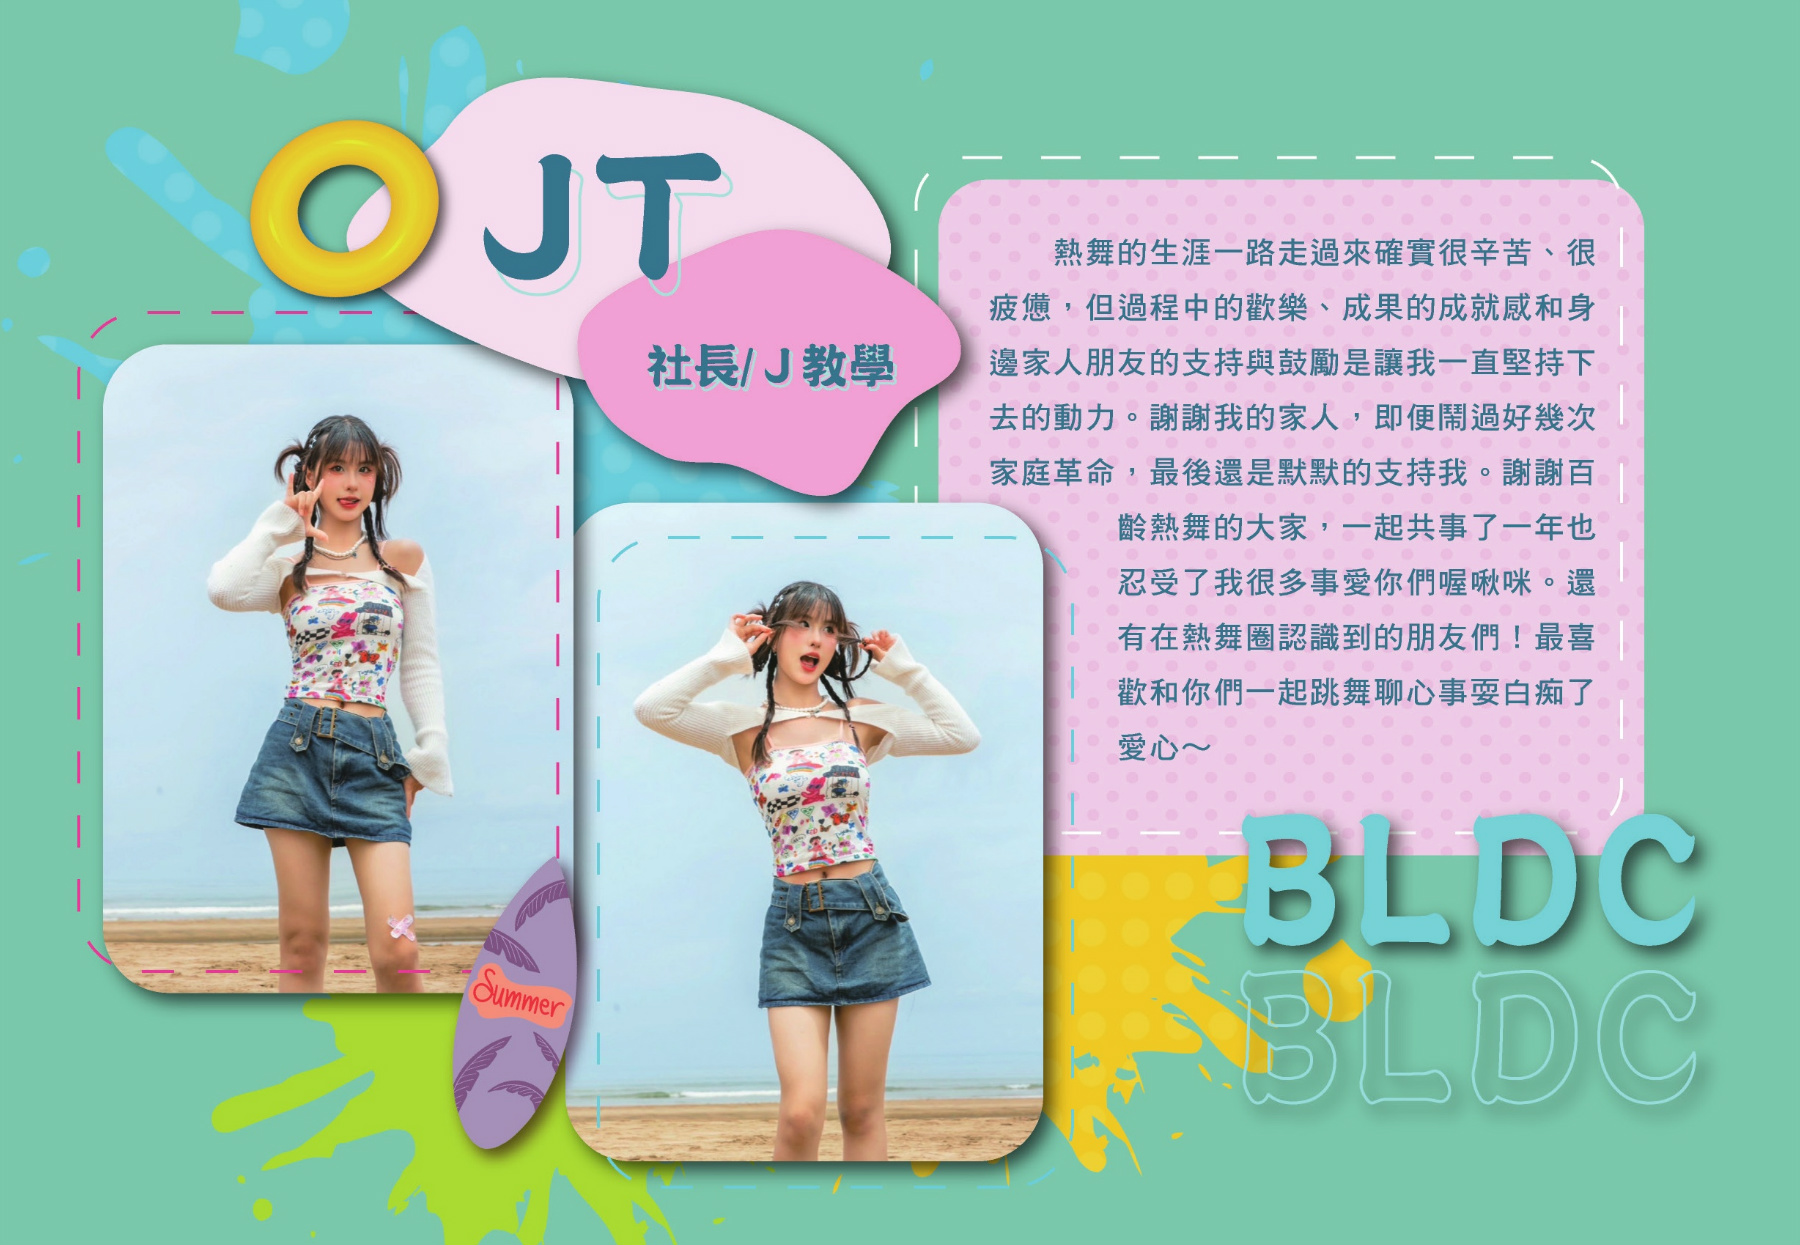 JT
社長/J教學
熱舞的生涯一路走過來確實很辛苦、很
疲憊，但過程中的歡樂、成果的成就感和身
邊家人朋友的支持與鼓勵是讓我一直堅持下
去的動力。謝謝我的家人，即便鬧過好幾次
家庭革命，最後還是默默的支持我。謝謝百
齡熱舞的大家，一起共事了一年也
忍受了我很多事愛你們喔啾咪。還
有在熱舞圈認識到的朋友們！最喜
歡和你們一起跳舞聊心事耍白痴了
愛心～
Summer
BLDC
BLDC